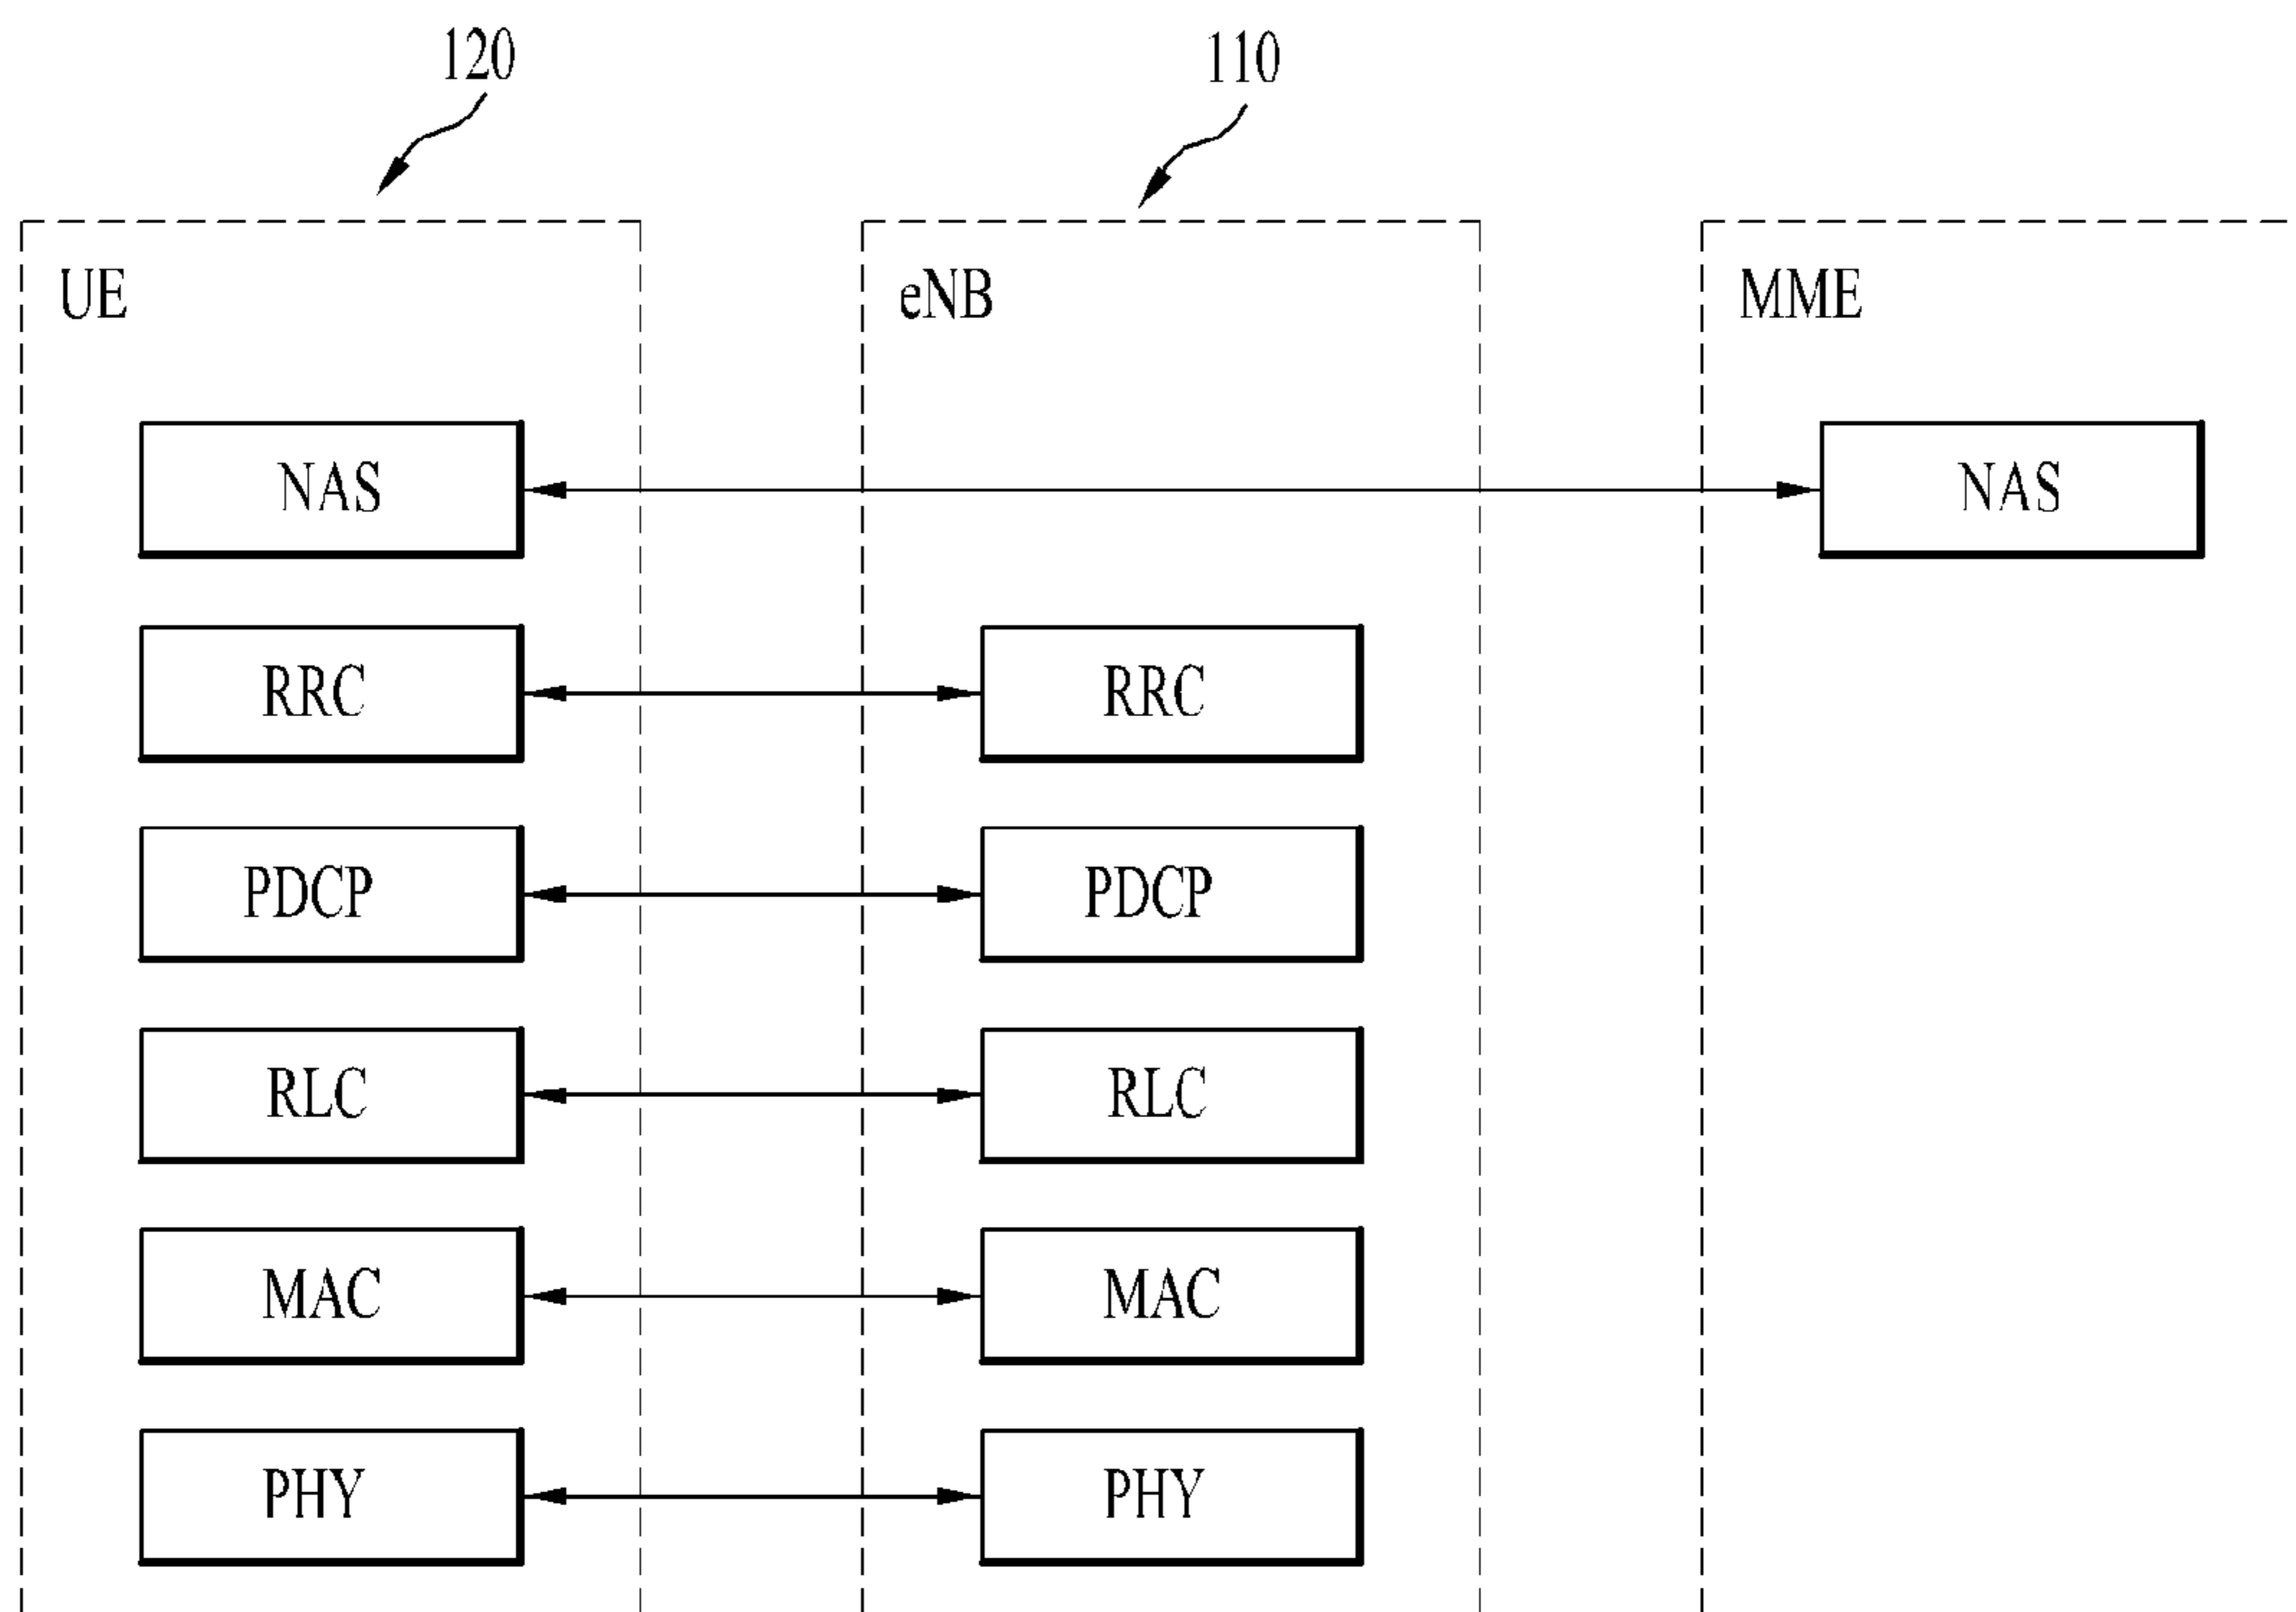 120 110
UE eNB MME
NAS NAS
RRC RRC
PDCP PDCP
RLC RLC
MAC MAC
PHY PHY